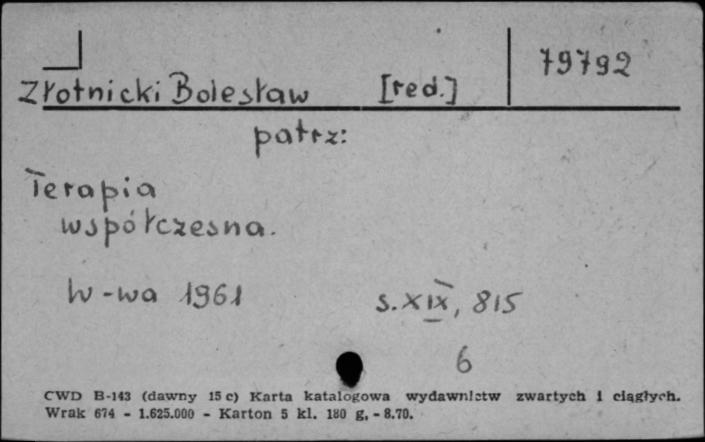 79792
Złotnicki Bolesław [red.]
patrz:
Terapia
współczesna.
W-wa 1961 s. XIX, 815
6
CWD B-143 (dawny 15 c) Karta katalogowa wydawnictw zwartych i ciągłych.
Wrak 674 - 1.625.000 - Karton 5 kl. 180 g. - 8.70.